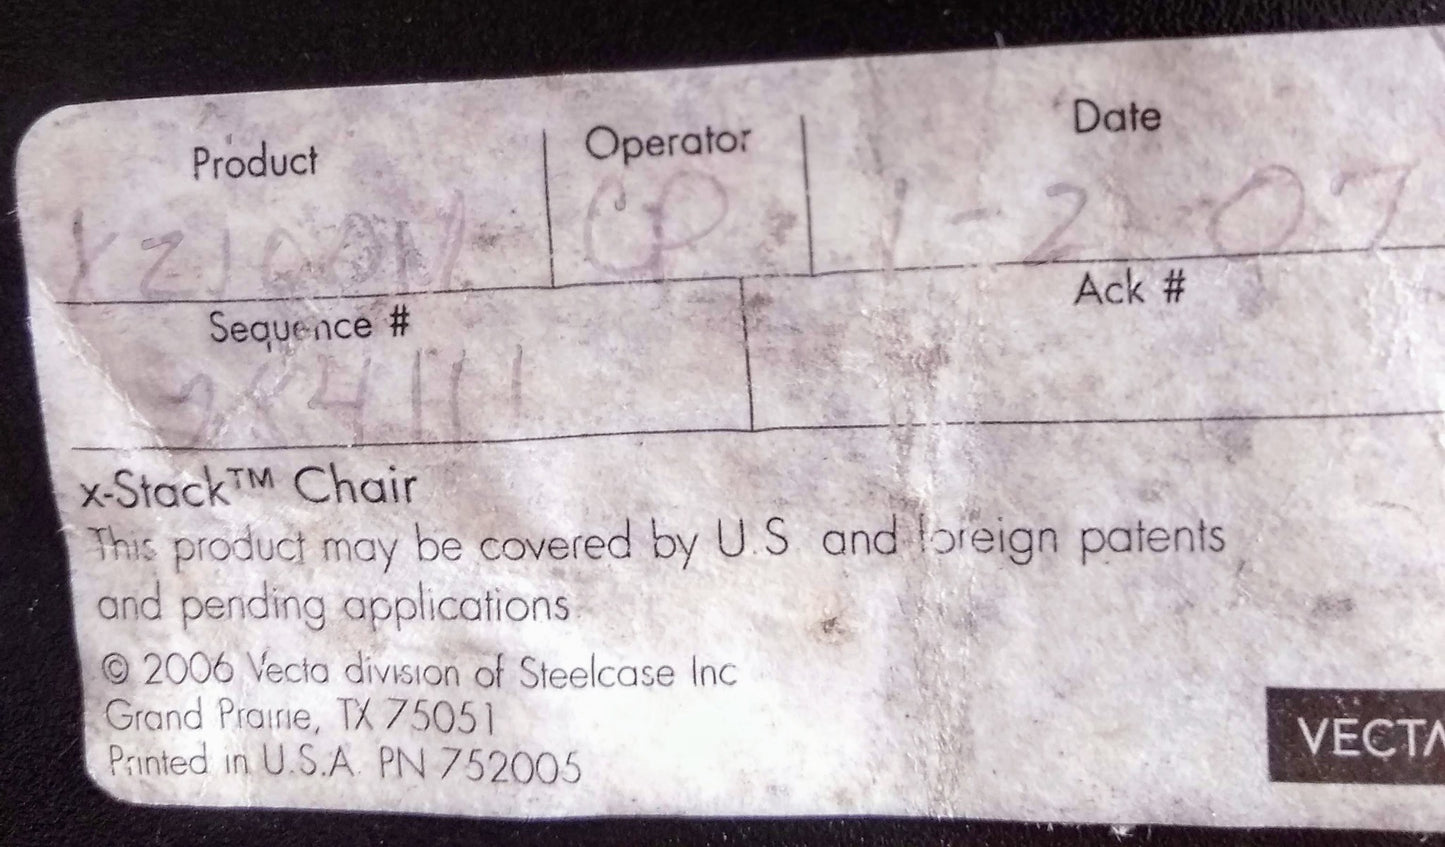 Product Operator Date
CP 1-2-07
Sequence # Ack #
x-Stack™ Chair
This product may be covered by U.S. and foreign patents
and pending applications.
© 2006 Vecta division of Steelcase Inc
Grand Prairie, TX 75051
Printed in U.S.A. PN 752005
VECTA